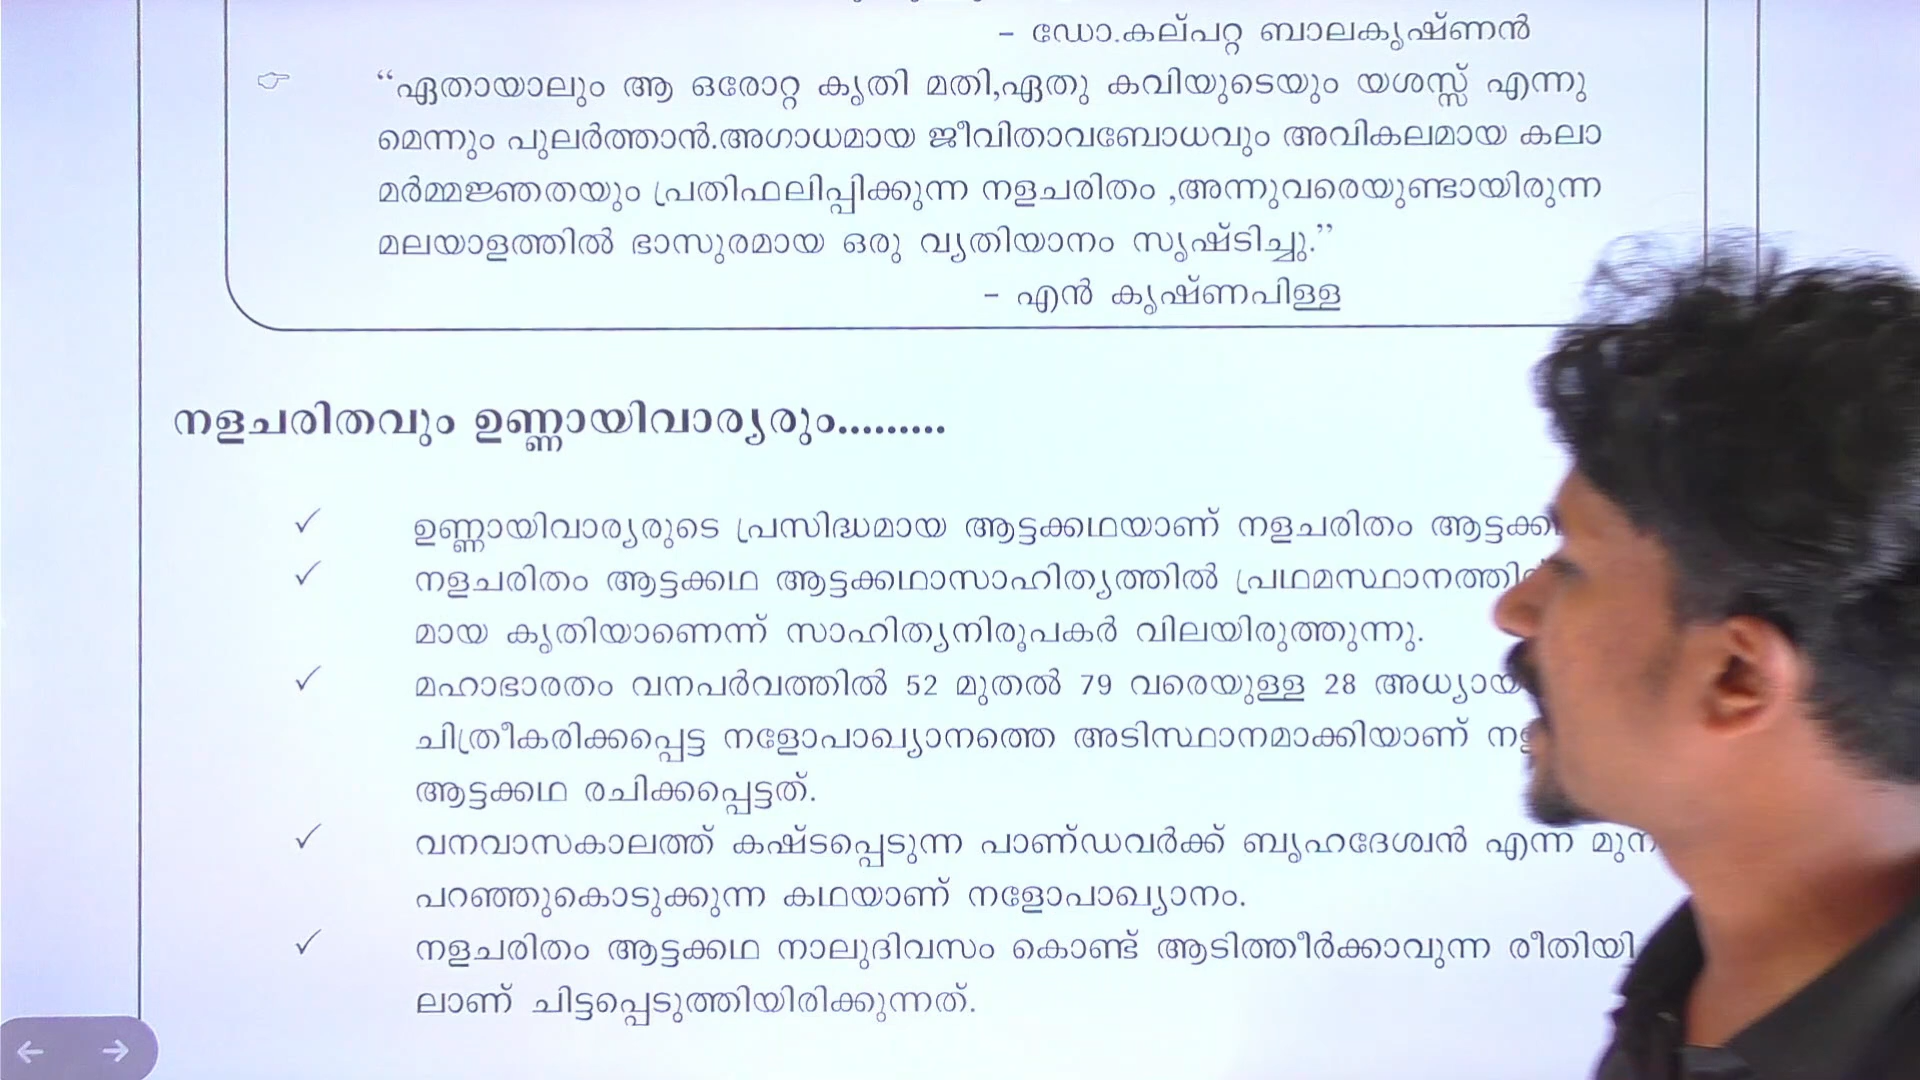 – ഡോ.കല്പറ്റ ബാലകൃഷ്ണൻ
“ഏതായാലും ആ ഒരോറ്റ കൃതി മതി,ഏതു കവിയുടെയും യശസ്സ് എന്നു
മെന്നും പുലർത്താൻ.അഗാധമായ ജീവിതാവബോധവും അവികലമായ കലാ
മർമ്മജ്ഞതയും പ്രതിഫലിപ്പിക്കുന്ന നളചരിതം ,അന്നുവരെയുണ്ടായിരുന്ന
മലയാളത്തിൽ ഭാസുരമായ ഒരു വ്യതിയാനം സൃഷ്ടിച്ചു.”
– എൻ കൃഷ്ണപിള്ള
നളചരിതവും ഉണ്ണായിവാര്യരും.........
✓ ഉണ്ണായിവാര്യരുടെ പ്രസിദ്ധമായ ആട്ടക്കഥയാണ് നളചരിതം
✓ നളചരിതം ആട്ടക്കഥ ആട്ടക്കഥാസാഹിത്യത്തിൽ
മായ കൃതിയാണെന്ന് സാഹിത്യനിരൂപകർ വിലയിരുത്തുന്നു.
✓ മഹാഭാരതം വനപർവത്തിൽ 52 മുതൽ 79 വരെയുള്ള 28
ചിത്രീകരിക്കപ്പെട്ട നളോപാഖ്യാനത്തെ അടിസ്ഥാനമാക്കിയാണ്
ആട്ടക്കഥ രചിക്കപ്പെട്ടത്.
✓ വനവാസകാലത്ത് കഷ്ടപ്പെടുന്ന പാണ്ഡവർക്ക് ബൃഹദേശ്വൻ എന്ന
പറഞ്ഞുകൊടുക്കുന്ന കഥയാണ് നളോപാഖ്യാനം.
✓ നളചരിതം ആട്ടക്കഥ നാലുദിവസം കൊണ്ട് ആടിത്തീർക്കാവുന്ന രീതിയി
ലാണ് ചിട്ടപ്പെടുത്തിയിരിക്കുന്നത്.